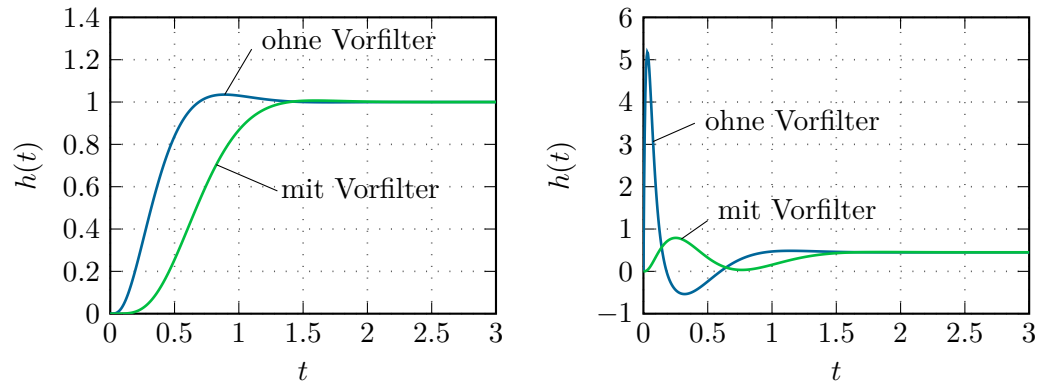 1.4
1.2
1
0.8
0.6
0.4
0.2
0
h(t)
ohne Vorfilter
mit Vorfilter
0 0.5 1 1.5 2 2.5 3
t
6
5
4
3
2
1
0
−1
h(t)
ohne Vorfilter
mit Vorfilter
0 0.5 1 1.5 2 2.5 3
t